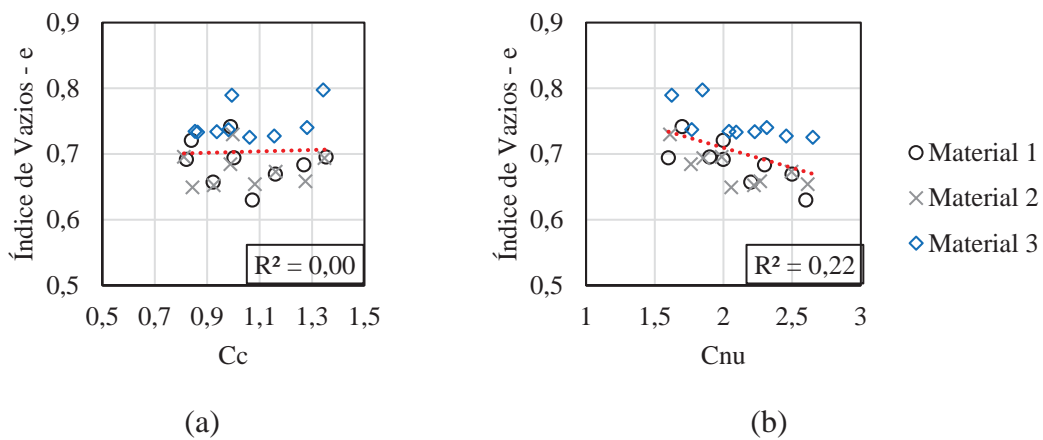 Índice de Vazios - e
0,9
0,8
0,7
0,6
0,5
R² = 0,00
0,5 0,7 0,9 1,1 1,3 1,5
Cc
(a)
Índice de Vazios - e
0,9
0,8
0,7
0,6
0,5
R² = 0,22
1 1,5 2 2,5 3
Cnu
(b)
Material 1
Material 2
Material 3